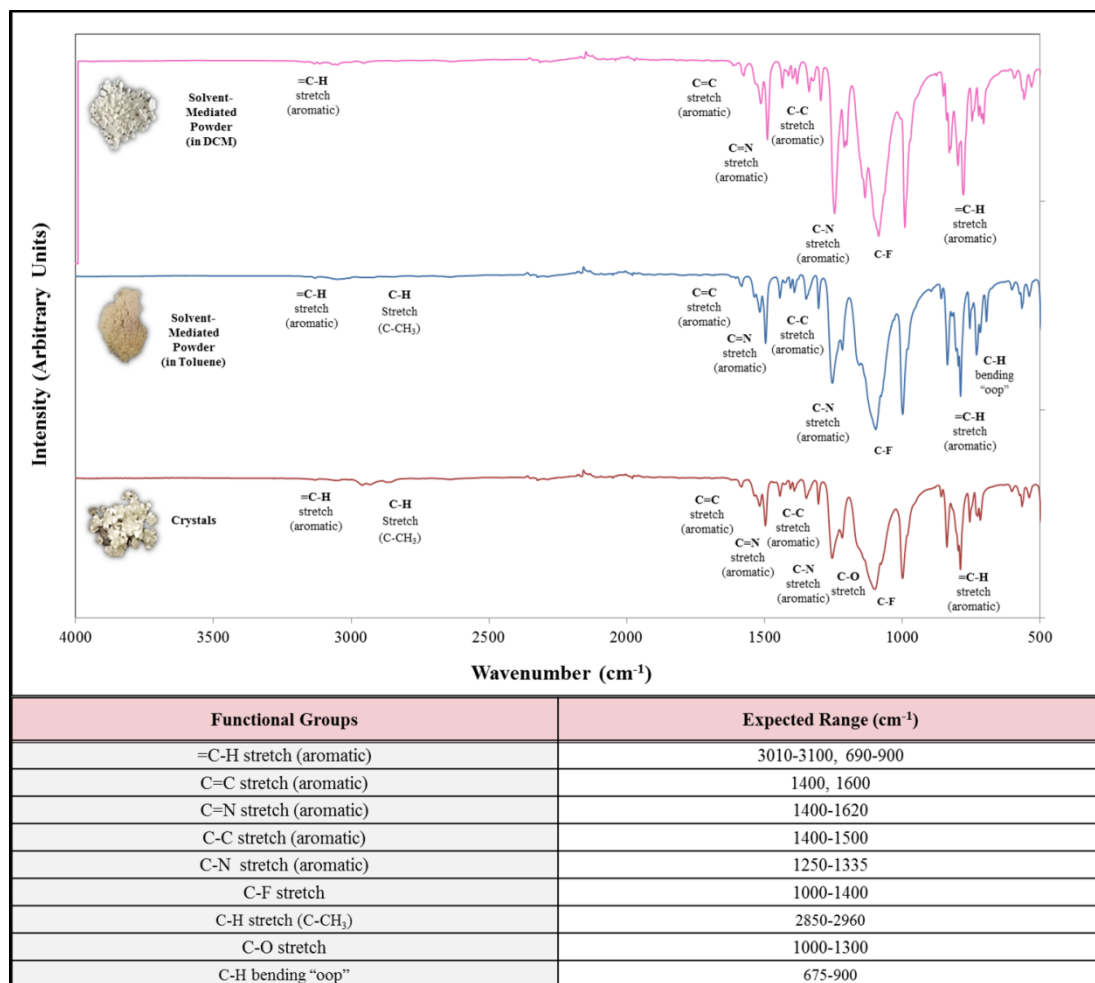 Intensity (Arbitrary Units)
Solvent-
Mediated
Powder
(in DCM)
=C-H
stretch
(aromatic)
C=C
stretch
(aromatic)
C=N
stretch
(aromatic)
C-C
stretch
(aromatic)
C-N
stretch
(aromatic)
C-F
=C-H
stretch
(aromatic)
Solvent-
Mediated
Powder
(in Toluene)
=C-H
stretch
(aromatic)
C-H
Stretch
(C-CH₃)
C=C
stretch
(aromatic)
C=N
stretch
(aromatic)
C-C
stretch
(aromatic)
C-N
stretch
(aromatic)
C-F
=C-H
stretch
(aromatic)
C-H
bending
“oop”
Crystals
=C-H
stretch
(aromatic)
C-H
Stretch
(C-CH₃)
C=C
stretch
(aromatic)
C=N
stretch
(aromatic)
C-C
stretch
(aromatic)
C-N
stretch
(aromatic)
C-O
stretch
C-F
=C-H
stretch
(aromatic)
4000 3500 3000 2500 2000 1500 1000 500
Wavenumber (cm⁻¹)
Functional Groups Expected Range (cm⁻¹)
=C-H stretch (aromatic) 3010-3100, 690-900
C=C stretch (aromatic) 1400, 1600
C=N stretch (aromatic) 1400-1620
C-C stretch (aromatic) 1400-1500
C-N stretch (aromatic) 1250-1335
C-F stretch 1000-1400
C-H stretch (C-CH₃) 2850-2960
C-O stretch 1000-1300
C-H bending “oop” 675-900